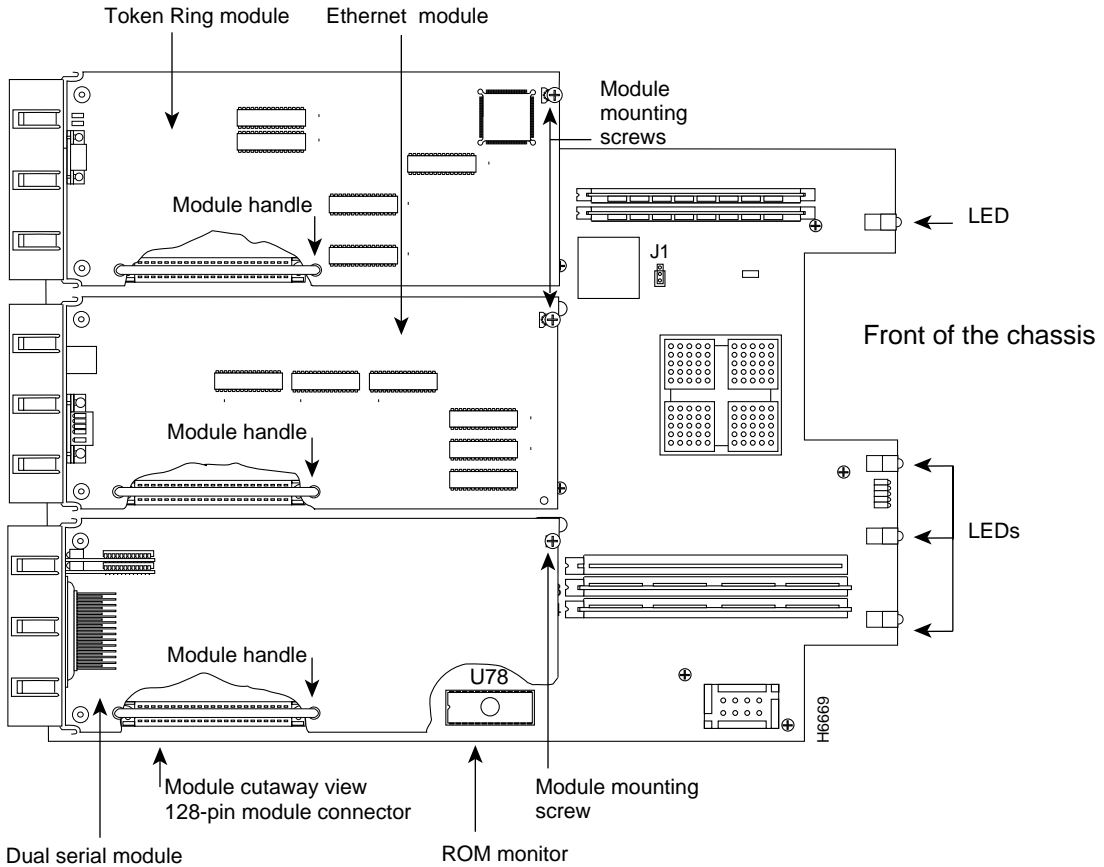 Token Ring module
Ethernet module
Module
mounting
screws
Module handle
LED
J1
Front of the chassis
Module handle
LEDs
Module handle
U78
H6669
Module cutaway view
128-pin module connector
Module mounting
screw
Dual serial module
ROM monitor